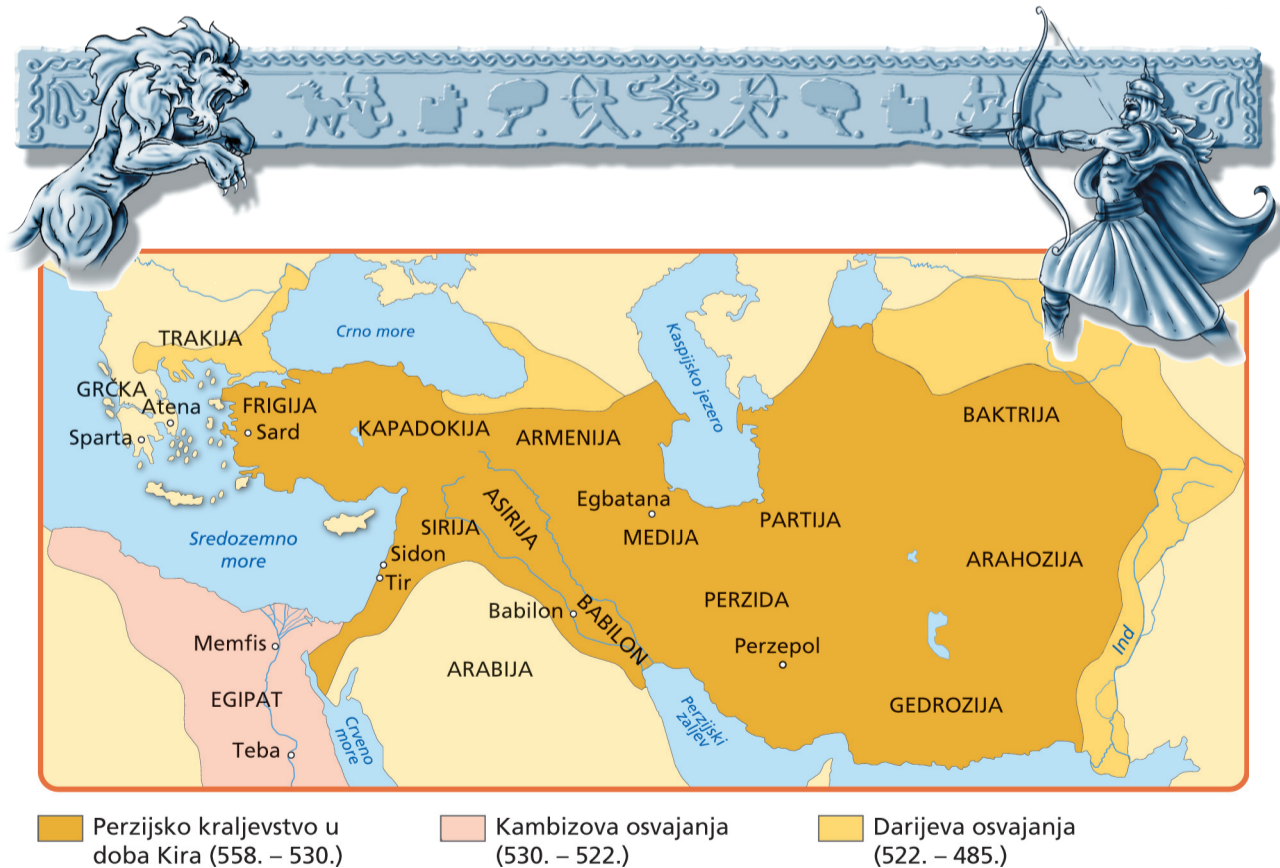 Crno more
Kaspijsko jezero
TRAKIJA
GRČKA
Atena
Sparta
FRIGIJA
Sard
KAPADOKIJA
ARMENIJA
BAKTRIJA
Egbatana
MEDIJA
PARTIJA
ASIRIJA
SIRIJA
Sredozemno
more
Sidon
Tir
ARAHOZIJA
PERZIDA
Babilon
BABILON
Perzepol
Ind
Memfis
ARABIJA
EGIPAT
GEDROZIJA
Perzijski
zaljev
Crveno
more
Teba
Perzijsko kraljevstvo u
doba Kira (558. – 530.)
Kambizova osvajanja
(530. – 522.)
Darijeva osvajanja
(522. – 485.)